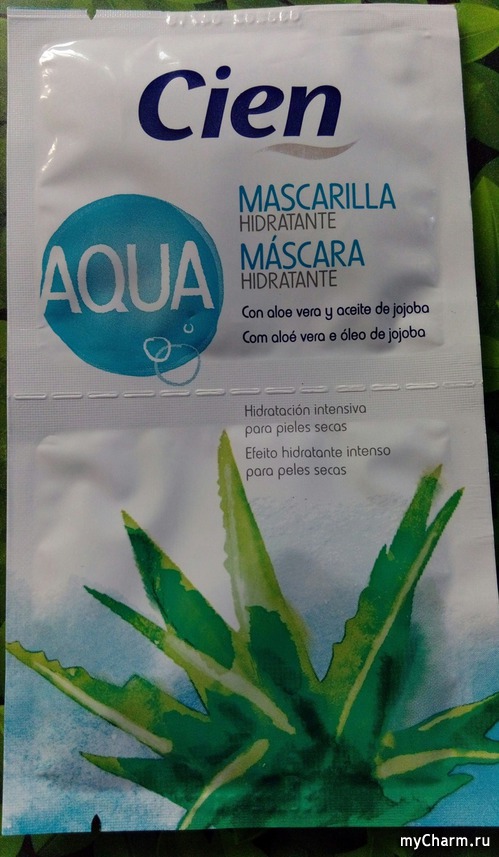 Cien
AQUA
MASCARILLA
HIDRATANTE
MÁSCARA
HIDRATANTE
Con aloe vera y aceite de jojoba
Com aloé vera e óleo de jojoba
Hidratación intensiva
para pieles secas
Efeito hidratante intenso
para peles secas
myCharm.ru